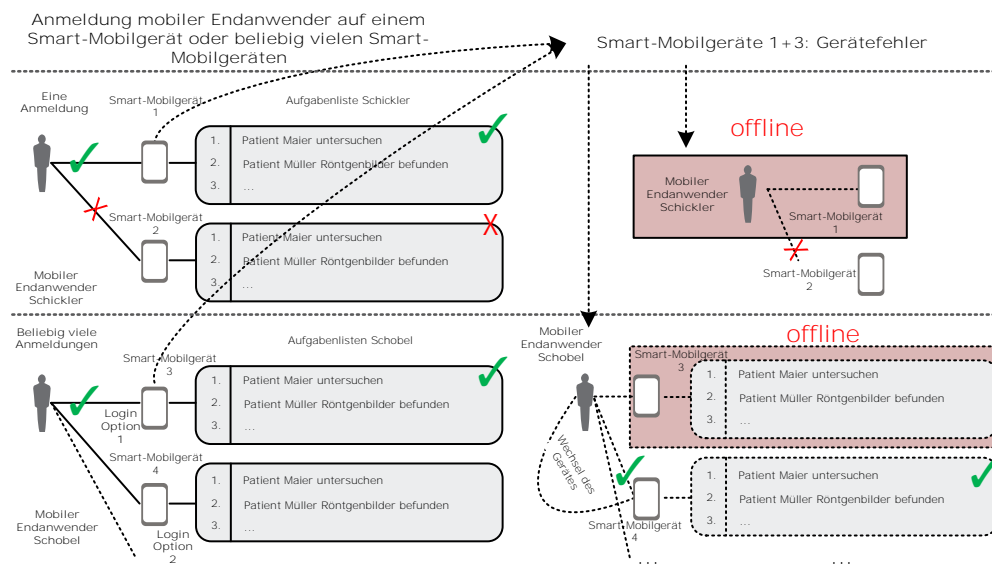 Anmeldung mobiler Endanwender auf einem
Smart-Mobilgerät oder beliebig vielen Smart-
Mobilgeräten
Smart-Mobilgeräte 1+3: Gerätefehler
Eine
Anmeldung
Smart-Mobilgerät
1
Aufgabenliste Schickler
1. Patient Maier untersuchen
2. Patient Müller Röntgenbilder befunden
3. ...
Smart-Mobilgerät
2
1. Patient Maier untersuchen
2. Patient Müller Röntgenbilder befunden
3. ...
X
Mobiler
Endanwender
Schickler
offline
Mobiler
Endanwender
Schickler
Smart-Mobilgerät
1
Smart-Mobilgerät
2
Beliebig viele
Anmeldungen
Smart-Mobilgerät
3
Aufgabenlisten Schobel
Login
Option
1
1. Patient Maier untersuchen
2. Patient Müller Röntgenbilder befunden
3. ...
Smart-Mobilgerät
4
1. Patient Maier untersuchen
2. Patient Müller Röntgenbilder befunden
3. ...
Mobiler
Endanwender
Schobel
Login
Option
2
Mobiler
Endanwender
Schobel
offline
Smart-Mobilgerät
3
1. Patient Maier untersuchen
2. Patient Müller Röntgenbilder befunden
3. ...
Wechsel des
Gerätes
1. Patient Maier untersuchen
2. Patient Müller Röntgenbilder befunden
3. ...
Smart-Mobilgerät
4
... ...